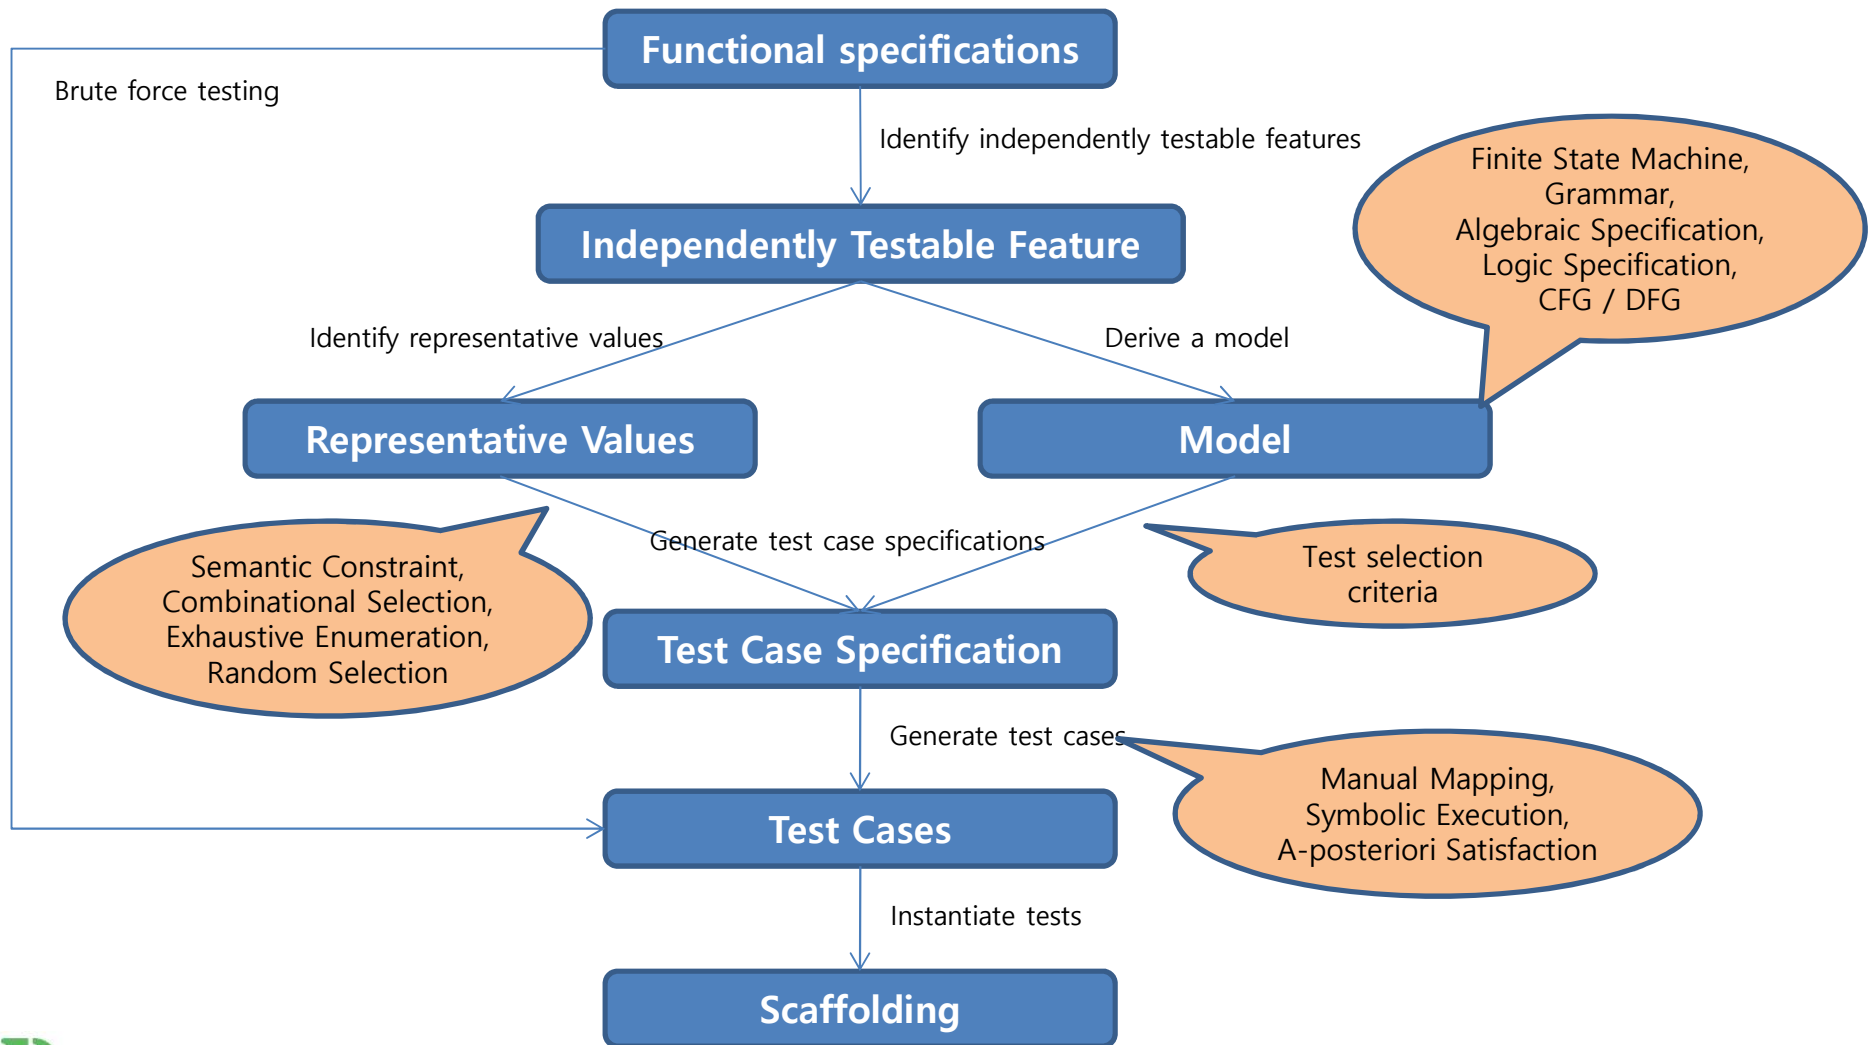 Functional specifications
Brute force testing
Identify independently testable features
Finite State Machine,
Grammar,
Algebraic Specification,
Logic Specification,
CFG / DFG
Independently Testable Feature
Identify representative values
Derive a model
Representative Values
Model
Generate test case specifications
Semantic Constraint,
Combinational Selection,
Exhaustive Enumeration,
Random Selection
Test selection
criteria
Test Case Specification
Generate test cases
Manual Mapping,
Symbolic Execution,
A-posteriori Satisfaction
Test Cases
Instantiate tests
Scaffolding